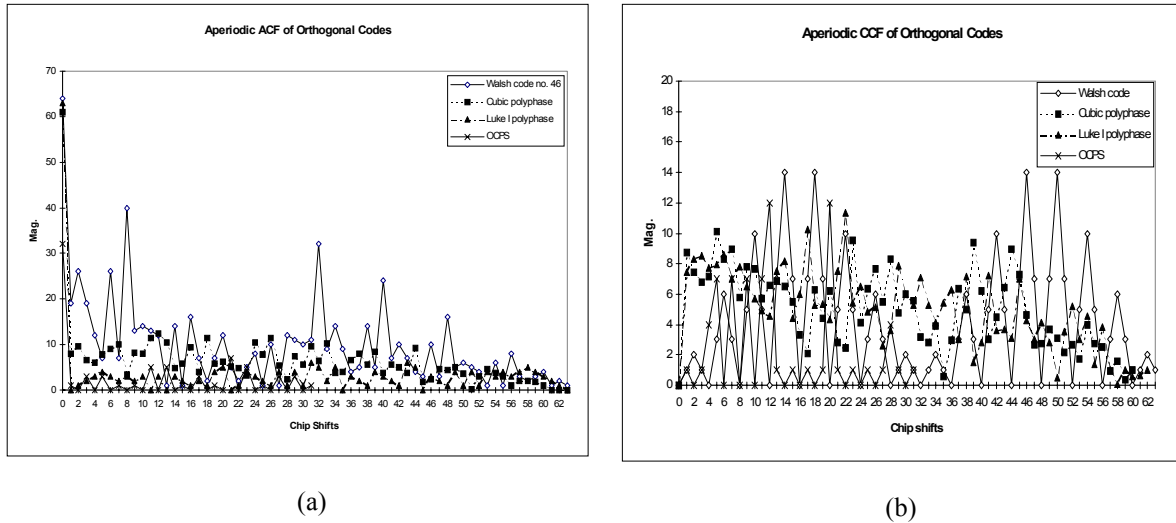 Aperiodic ACF of Orthogonal Codes
70
60
50
40
30
20
10
0
Mag.
Walsh code no. 46
Cubic polyphase
Luke I polyphase
OCPS
0 2 4 6 8 10 12 14 16 18 20 22 24 26 28 30 32 34 36 38 40 42 44 46 48 50 52 54 56 58 60 62
Chip Shifts
(a)
Aperiodic CCF of Orthogonal Codes
20
18
16
14
12
10
8
6
4
2
0
Mag.
Walsh code
Cubic polyphase
Luke I polyphase
OCPS
0 2 4 6 8 10 12 14 16 18 20 22 24 26 28 30 32 34 36 38 40 42 44 46 48 50 52 54 56 58 60 62
Chip shifts
(b)